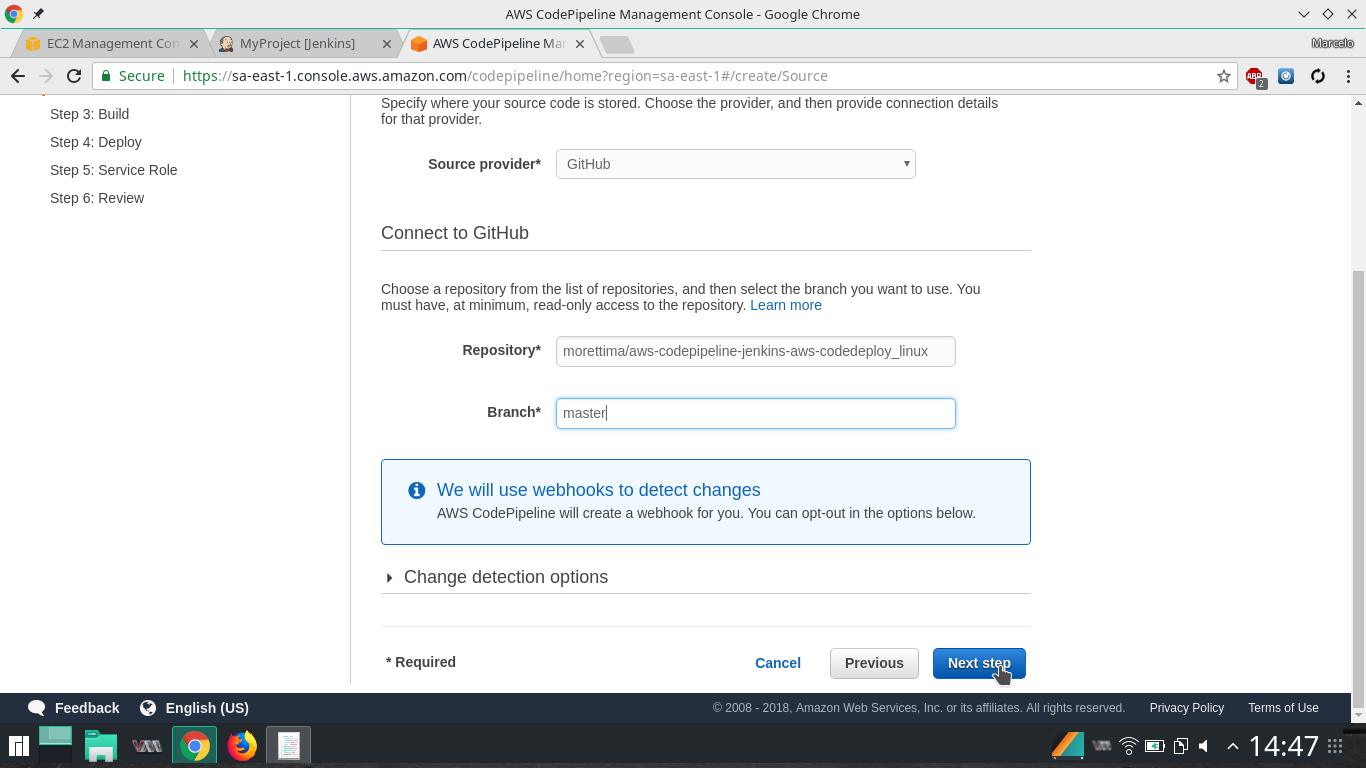 AWS CodePipeline Management Console - Google Chrome
EC2 Management Con
MyProject [Jenkins]
AWS CodePipeline Ma
Marcelo
Secure
https://sa-east-1.console.aws.amazon.com/codepipeline/home?region=sa-east-1#/create/Source
ABP
2
Step 3: Build
Step 4: Deploy
Step 5: Service Role
Step 6: Review
Specify where your source code is stored. Choose the provider, and then provide connection details
for that provider.
Source provider*
GitHub
Connect to GitHub
Choose a repository from the list of repositories, and then select the branch you want to use. You
must have, at minimum, read-only access to the repository. Learn more
Repository*
morettima/aws-codepipeline-jenkins-aws-codedeploy_linux
Branch*
master
We will use webhooks to detect changes
AWS CodePipeline will create a webhook for you. You can opt-out in the options below.
Change detection options
* Required
Cancel
Previous
Next step
Feedback
English (US)
© 2008 - 2018, Amazon Web Services, Inc. or its affiliates. All rights reserved.
Privacy Policy
Terms of Use
14:47